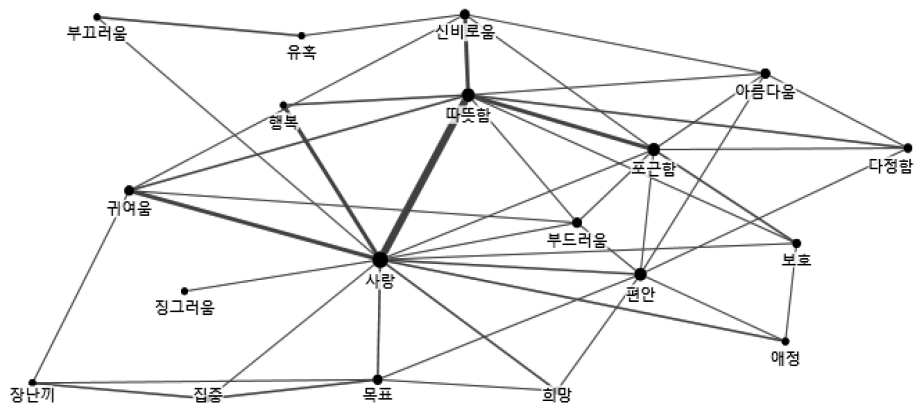 부끄러움
신비로움
유혹
아름다움
행복
따뜻함
포근함
다정함
귀여움
부드러움
보호
사랑
편안
징그러움
애정
장난끼
집중
목표
희망